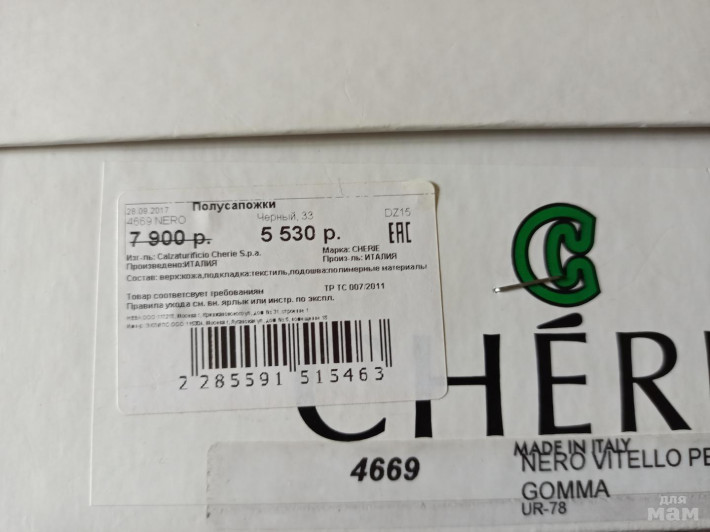 Полусапожки
29.09.2017
4669 NERO Черный, 33 DZ15
7 900 р. 5 530 р. EAC
Изг-ль: Calzaturificio Cherie S.p.a. Марка: CHERIE
Произведено:ИТАЛИЯ Произ-ль: ИТАЛИЯ
Состав: верх:кожа,подкладка:текстиль,подошва:полимерные материалы
Товар соответсвует требованиям ТР ТС 007/2011
Правила ухода см. вн. ярлык или инстр. по экспл.
2 285591 515463
CHÉRI
MADE IN ITALY
4669 NERO VITELLO PE
GOMMA
UR-78
для
мам